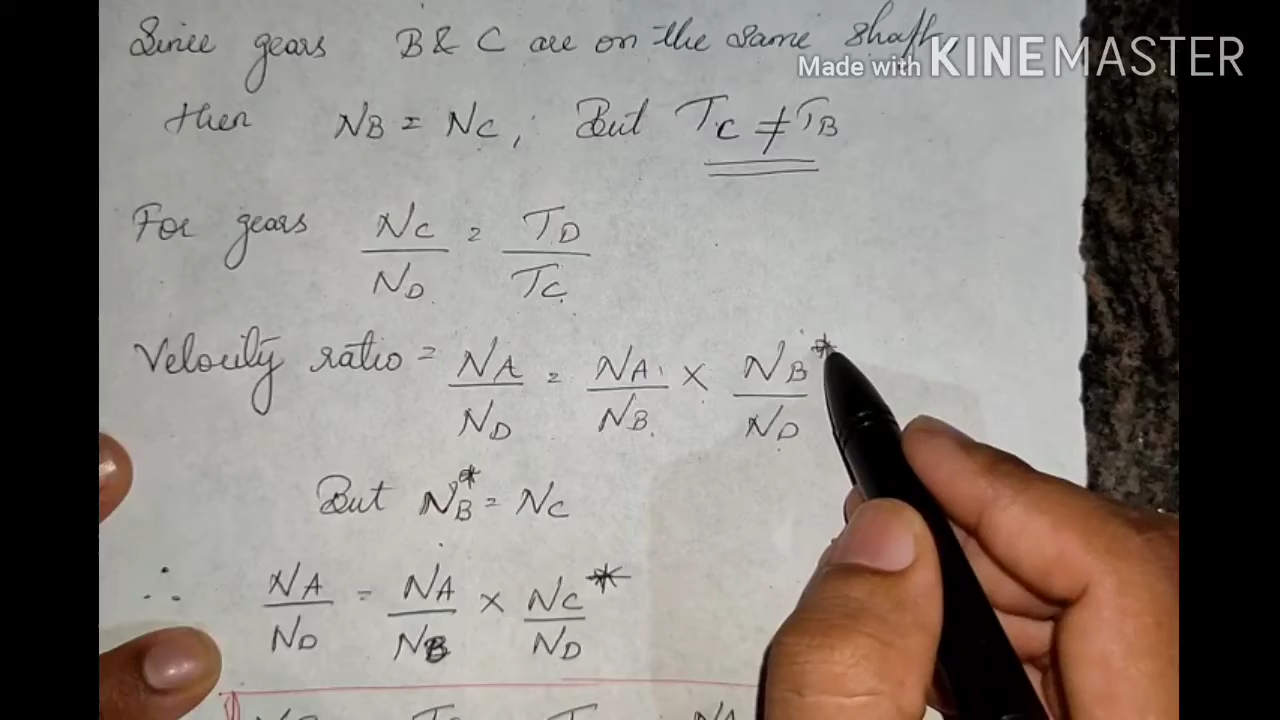 Since gears B & C are on the same shaft,
Made with KINEMASTER
then NB = NC, But TC ≠ TB
For gears NC/ND = TD/TC
Velocity ratio = NA/ND = NA/NB × NB*/ND
But NB* = NC
∴ NA/ND = NA/NB × NC*/ND